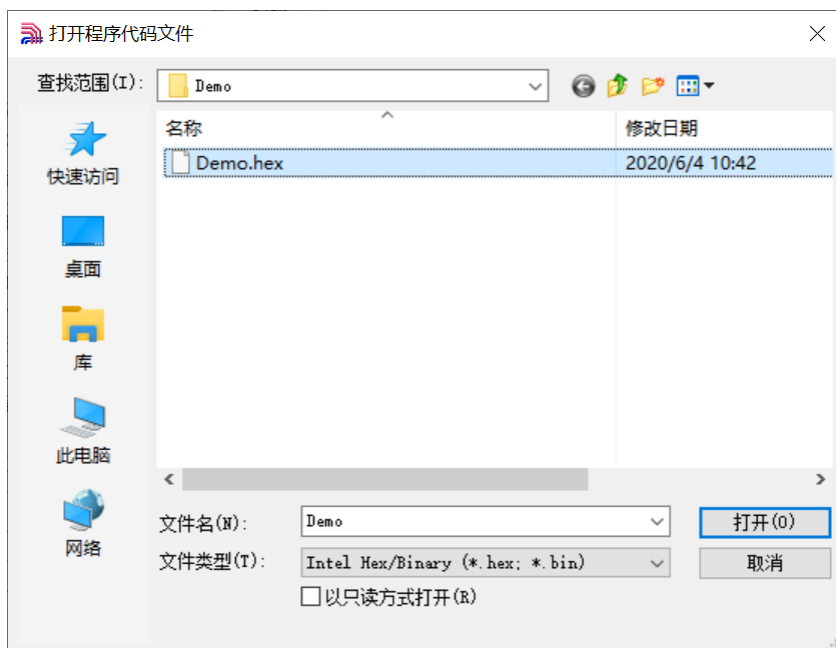 打开程序代码文件
查找范围(I): Demo
名称 修改日期
Demo.hex 2020/6/4 10:42
快速访问
桌面
库
此电脑
网络
文件名(N): Demo 打开(O)
文件类型(T): Intel Hex/Binary (*.hex; *.bin) 取消
以只读方式打开(R)